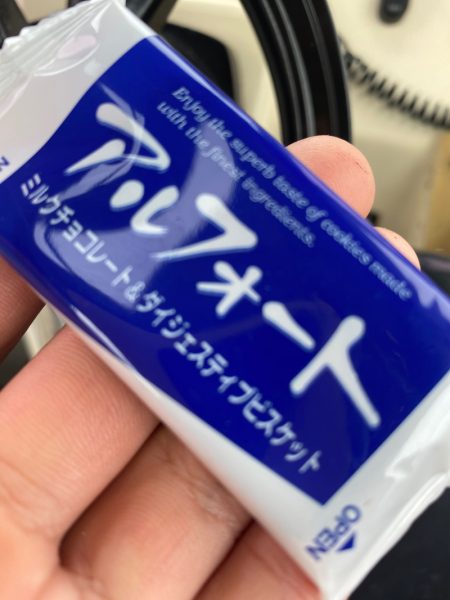 Enjoy the superb taste of cookies made
with the finest ingredients.
アルフォート
ミルクチョコレート&ダイジェスティブビスケット
OPEN